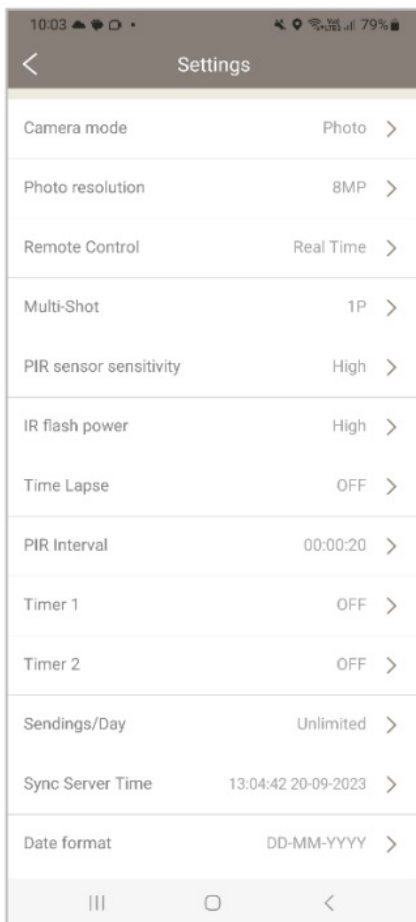 10:03
79%
Settings
Camera mode Photo
Photo resolution 8MP
Remote Control Real Time
Multi-Shot 1P
PIR sensor sensitivity High
IR flash power High
Time Lapse OFF
PIR Interval 00:00:20
Timer 1 OFF
Timer 2 OFF
Sendings/Day Unlimited
Sync Server Time 13:04:42 20-09-2023
Date format DD-MM-YYYY